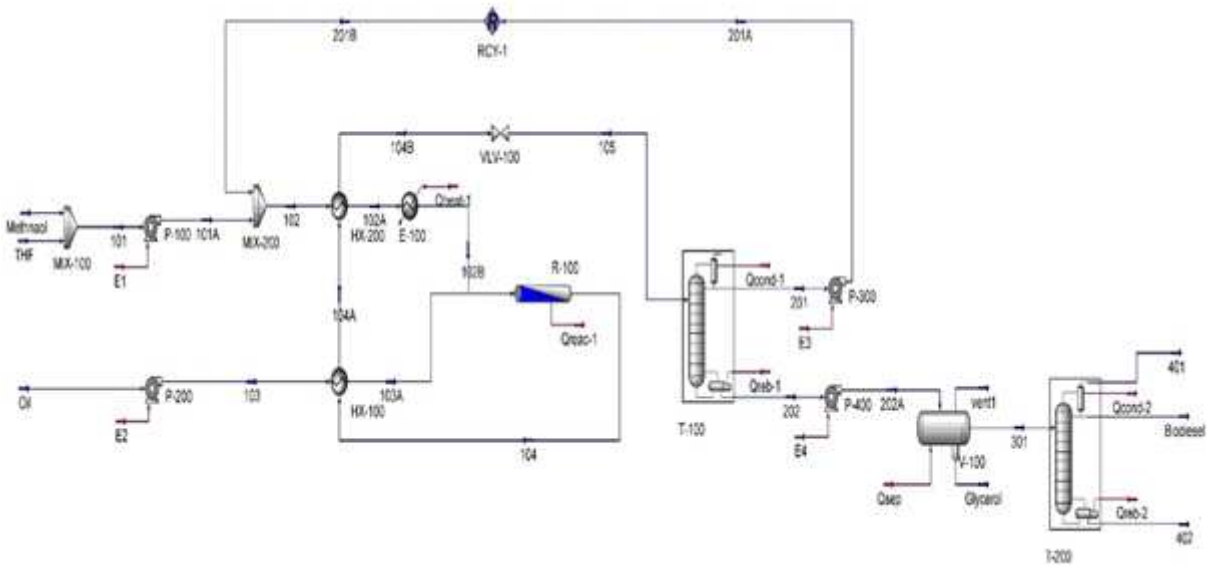 201B
RCY-1
201A
104B
VLV-100
105
Methnaol
THF
MIX-100
101
P-100
101A
E1
MIX-200
102
HX-200
102A
E-100
Qheat-1
102B
R-100
Qreac-1
104A
Oil
P-200
E2
103
HX-100
103A
104
T-100
Qcond-1
201
P-300
E3
Qreb-1
202
P-400
202A
E4
vent1
V-100
Qsep
Glycerol
301
401
Qcond-2
Biodiesel
Qreb-2
402
T-200